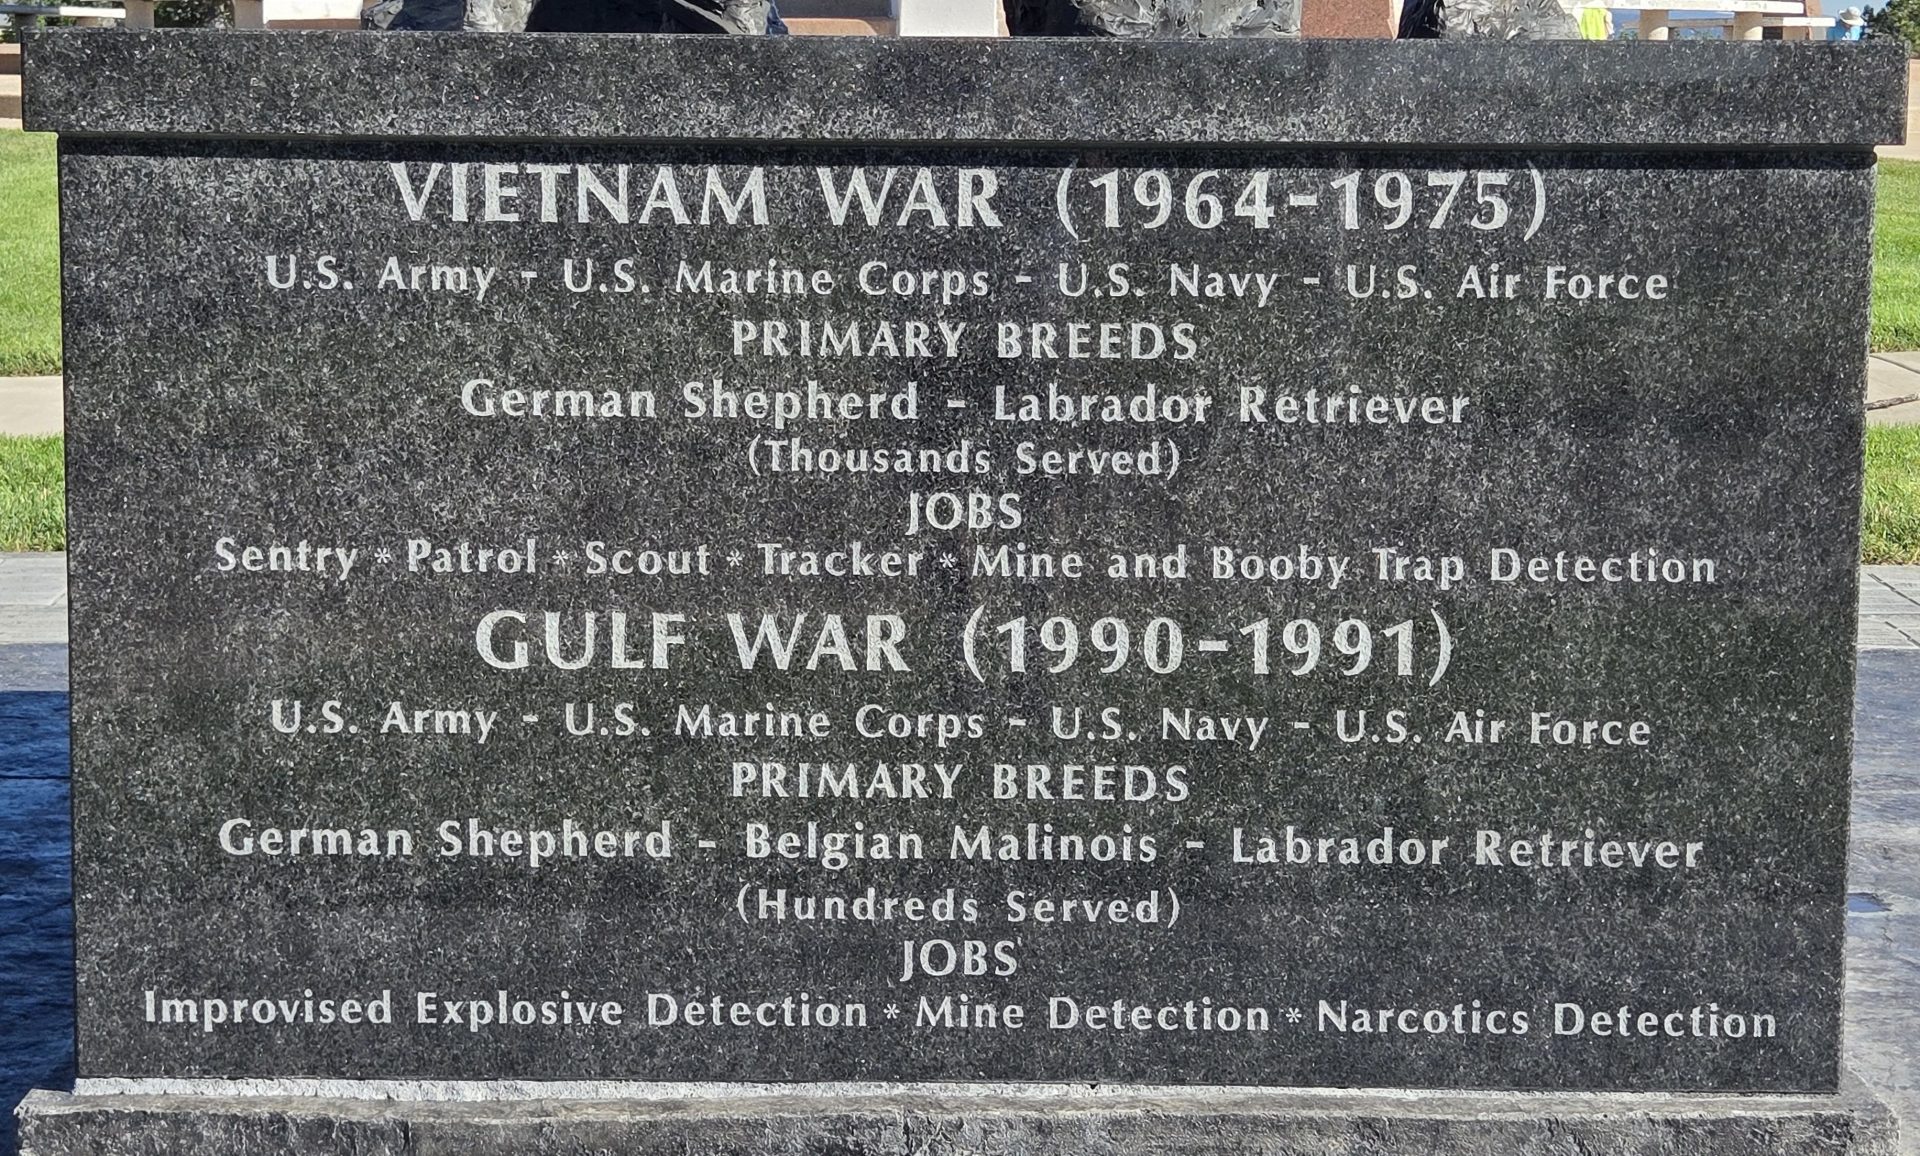 VIETNAM WAR (1964-1975)
U.S. Army - U.S. Marine Corps - U.S. Navy - U.S. Air Force
PRIMARY BREEDS
German Shepherd - Labrador Retriever
(Thousands Served)
JOBS
Sentry * Patrol * Scout * Tracker * Mine and Booby Trap Detection
GULF WAR (1990-1991)
U.S. Army - U.S. Marine Corps - U.S. Navy - U.S. Air Force
PRIMARY BREEDS
German Shepherd - Belgian Malinois - Labrador Retriever
(Hundreds Served)
JOBS
Improvised Explosive Detection * Mine Detection * Narcotics Detection